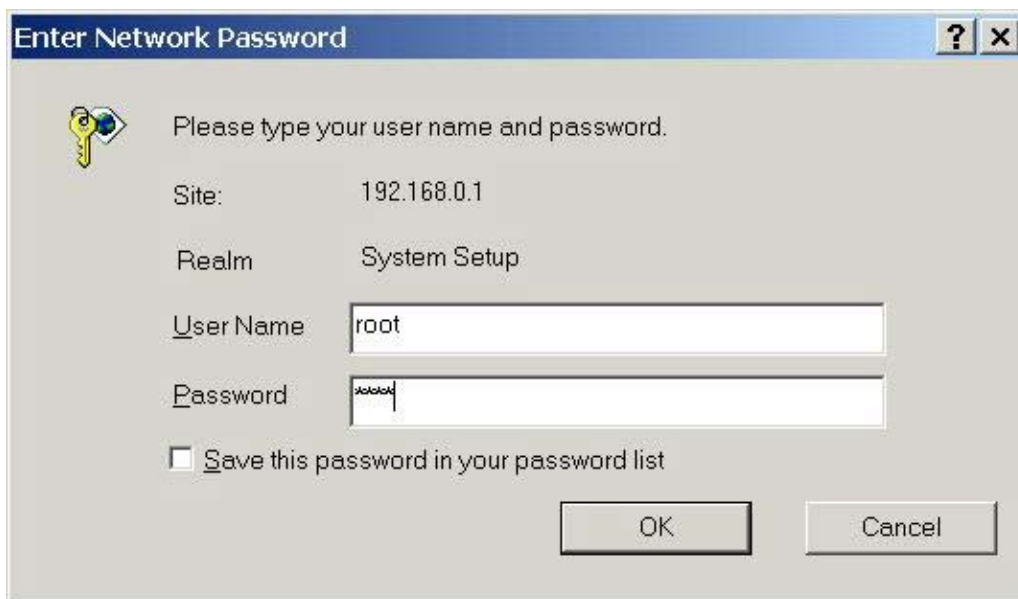 Enter Network Password
? ×
Please type your user name and password.
Site: 192.168.0.1
Realm System Setup
User Name root
Password ****
Save this password in your password list
OK Cancel